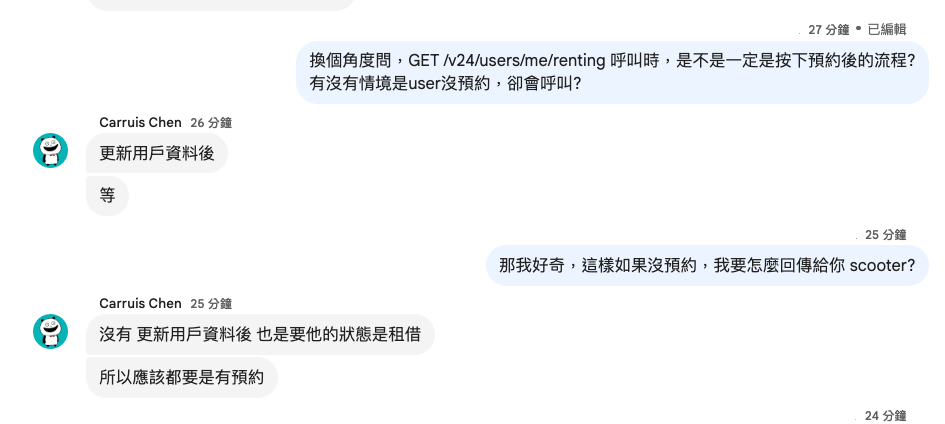 27 分鐘 • 已編輯
換個角度問，GET /v24/users/me/renting 呼叫時，是不是一定是按下預約後的流程?
有沒有情境是user沒預約，卻會呼叫?
Carruis Chen 26 分鐘
更新用戶資料後
等
25 分鐘
那我好奇，這樣如果沒預約，我要怎麼回傳給你 scooter?
Carruis Chen 25 分鐘
沒有 更新用戶資料後 也是要他的狀態是租借
所以應該都要是有預約
24 分鐘